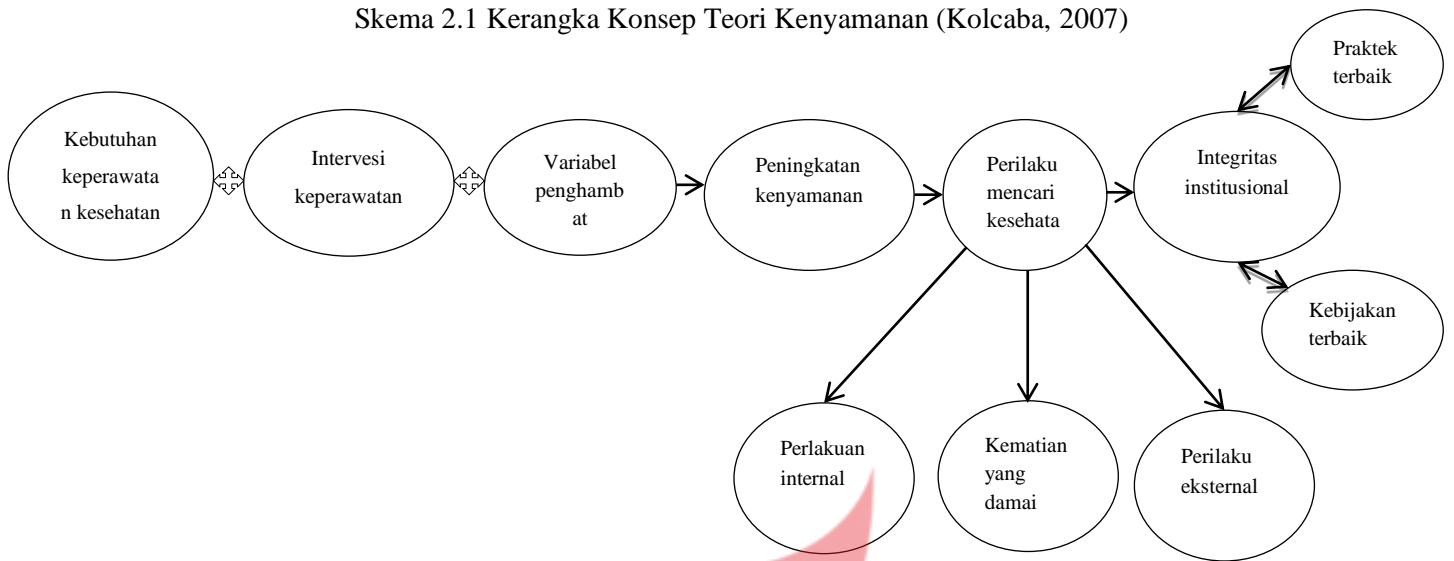 Skema 2.1 Kerangka Konsep Teori Kenyamanan (Kolcaba, 2007)
Kebutuhan
keperawata
n kesehatan
Intervesi
keperawatan
Variabel
penghamb
at
Peningkatan
kenyamanan
Perilaku
mencari
kesehata
Integritas
institusional
Praktek
terbaik
Kebijakan
terbaik
Perlakuan
internal
Kematian
yang
damai
Perilaku
eksternal